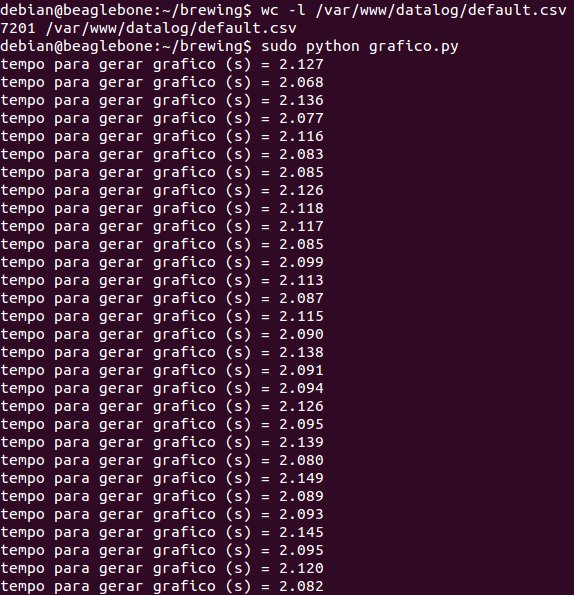 debian@beaglebone:~/brewing$ wc -l /var/www/datalog/default.csv
7201 /var/www/datalog/default.csv
debian@beaglebone:~/brewing$ sudo python grafico.py
tempo para gerar grafico (s) = 2.127
tempo para gerar grafico (s) = 2.068
tempo para gerar grafico (s) = 2.136
tempo para gerar grafico (s) = 2.077
tempo para gerar grafico (s) = 2.116
tempo para gerar grafico (s) = 2.083
tempo para gerar grafico (s) = 2.085
tempo para gerar grafico (s) = 2.126
tempo para gerar grafico (s) = 2.118
tempo para gerar grafico (s) = 2.117
tempo para gerar grafico (s) = 2.085
tempo para gerar grafico (s) = 2.099
tempo para gerar grafico (s) = 2.113
tempo para gerar grafico (s) = 2.087
tempo para gerar grafico (s) = 2.115
tempo para gerar grafico (s) = 2.090
tempo para gerar grafico (s) = 2.138
tempo para gerar grafico (s) = 2.091
tempo para gerar grafico (s) = 2.094
tempo para gerar grafico (s) = 2.126
tempo para gerar grafico (s) = 2.095
tempo para gerar grafico (s) = 2.139
tempo para gerar grafico (s) = 2.080
tempo para gerar grafico (s) = 2.149
tempo para gerar grafico (s) = 2.089
tempo para gerar grafico (s) = 2.093
tempo para gerar grafico (s) = 2.145
tempo para gerar grafico (s) = 2.095
tempo para gerar grafico (s) = 2.120
tempo para gerar grafico (s) = 2.082